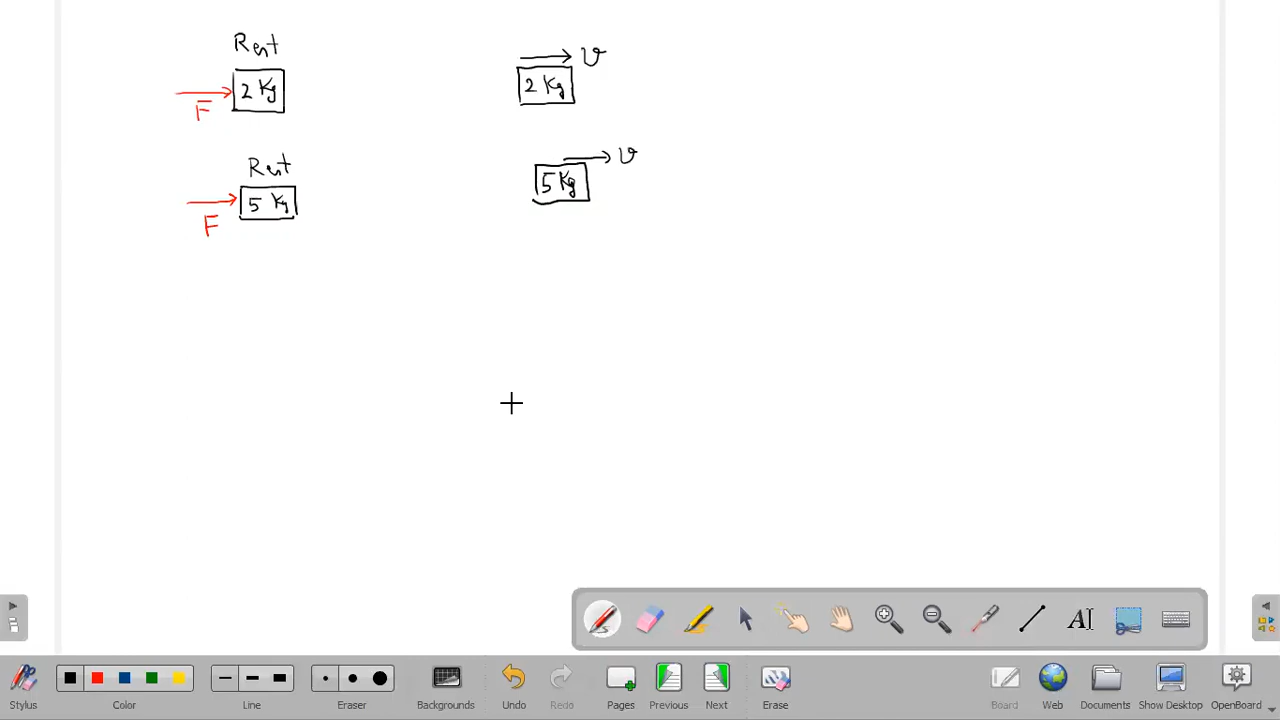 Rest
2 Kg
F
v
2 Kg
Rest
5 Kg
F
v
5 Kg
AI
Stylus
Color
Line
Eraser
Backgrounds
Undo
Redo
Pages
Previous
Next
Erase
Board
Web
Documents
Show Desktop
OpenBoard